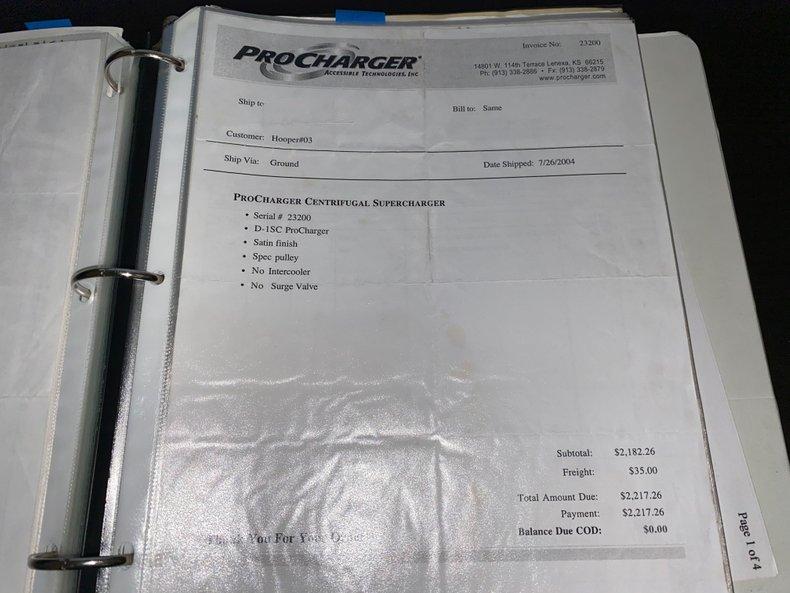 Invoice No: 23200
PROCHARGER
ACCESSIBLE TECHNOLOGIES, INC
14801 W. 114th Terrace Lenexa, KS 66215
Ph: (913) 338-2886 • Fx: (913) 338-2879
www.procharger.com
Ship to
Bill to: Same
Customer: Hooper#03
Ship Via: Ground
Date Shipped: 7/26/2004
PROCHARGER CENTRIFUGAL SUPERCHARGER
• Serial # 23200
• D-1SC ProCharger
• Satin finish
• Spec pulley
• No Intercooler
• No Surge Valve
Subtotal: $2,182.26
Freight: $35.00
Total Amount Due: $2,217.26
Payment: $2,217.26
Balance Due COD: $0.00
Thank You For Your Order
Page 1 of 4